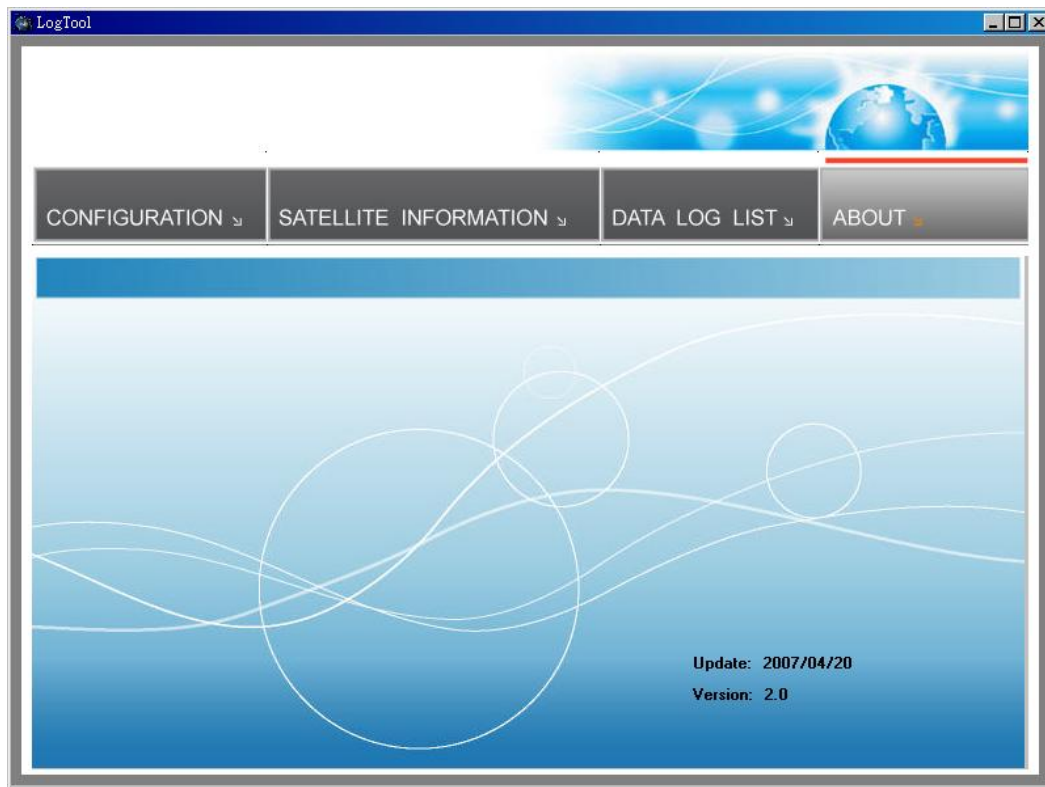 LogTool
CONFIGURATION
SATELLITE INFORMATION
DATA LOG LIST
ABOUT
Update: 2007/04/20
Version: 2.0